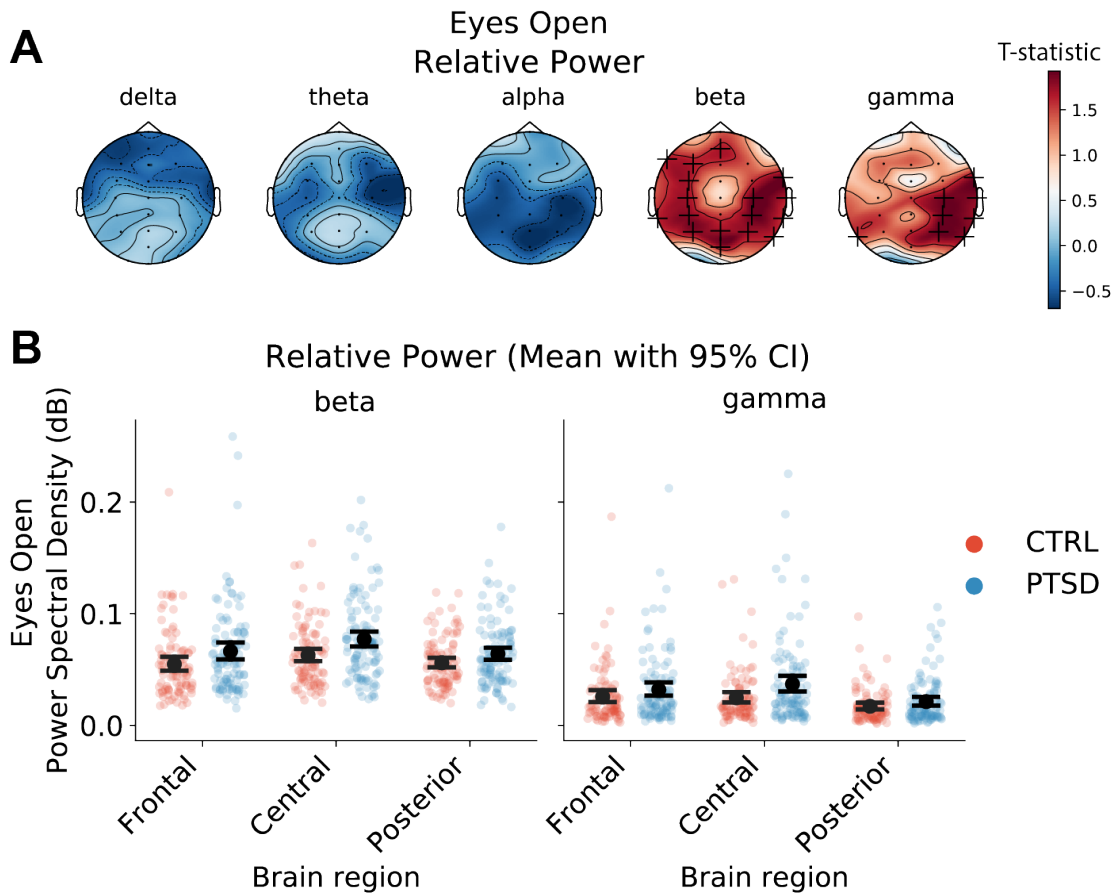 A
Eyes Open
Relative Power
T-statistic
delta
theta
alpha
beta
gamma
1.5
1.0
0.5
0.0
−0.5
B
Relative Power (Mean with 95% CI)
beta
gamma
Eyes Open
Power Spectral Density (dB)
0.2
0.1
0.0
CTRL
PTSD
Frontal
Central
Posterior
Frontal
Central
Posterior
Brain region
Brain region